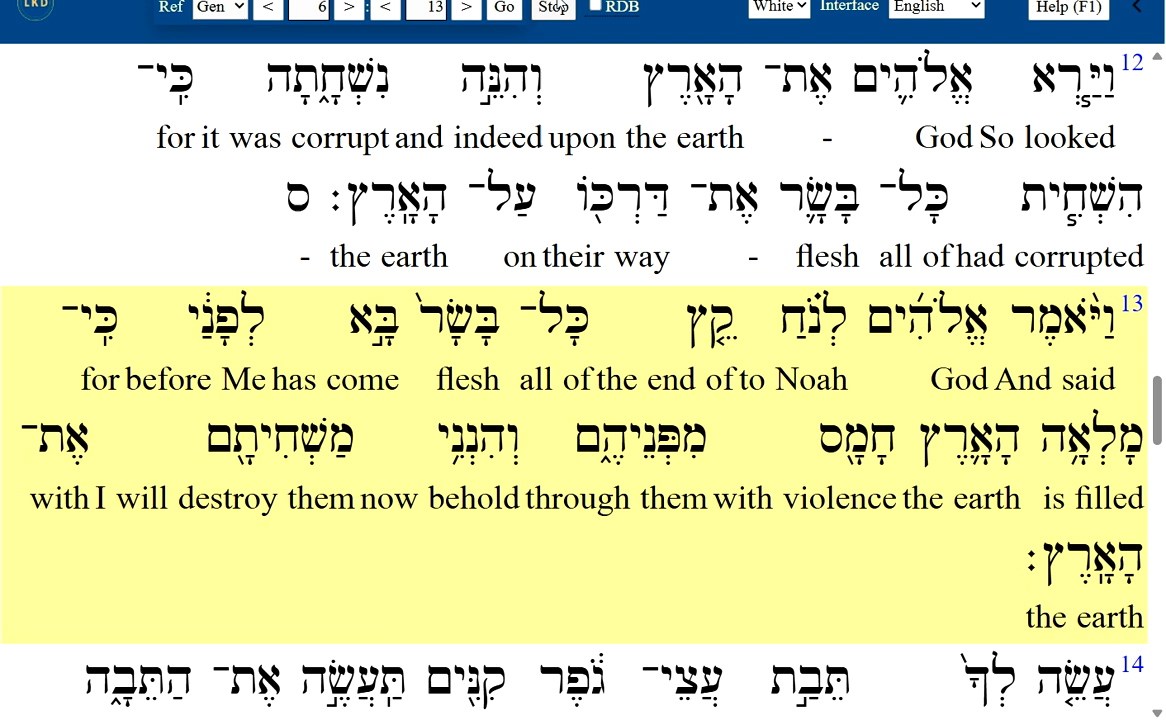 LKD Ref Gen < 6 > : < 13 > Go Stop RDB White Interface English Help (F1) <
12 וַיַּ֧רְא אֱלֹהִ֛ים אֶת־ הָאָ֖רֶץ וְהִנֵּ֣ה נִשְׁחָ֑תָה כִּֽי־
for it was corrupt and indeed upon the earth - God So looked
הִשְׁחִ֧ית כָּל־ בָּשָׂ֛ר אֶת־ דַּרְכּ֖וֹ עַל־ הָאָֽרֶץ׃ ס
- the earth on their way - flesh all of had corrupted
13 וַיֹּ֨אמֶר אֱלֹהִ֜ים לְנֹ֗חַ קֵ֤ץ כָּל־ בָּשָׂר֙ בָּ֣א לְפָנַ֔י כִּֽי־
for before Me has come flesh all of the end of to Noah God And said
מָלְאָ֥ה הָאָ֛רֶץ חָמָ֖ס מִפְּנֵיהֶ֑ם וְהִנְנִ֥י מַשְׁחִיתָ֖ם אֶת־
with I will destroy them now behold through them with violence the earth is filled
הָאָֽרֶץ׃
the earth
14 עֲשֵׂ֤ה לְךָ֙ תֵּבַ֣ת עֲצֵי־ גֹ֔פֶר קִנִּ֖ים תַּֽעֲשֶׂ֣ה אֶת־ הַתֵּבָ֑ה